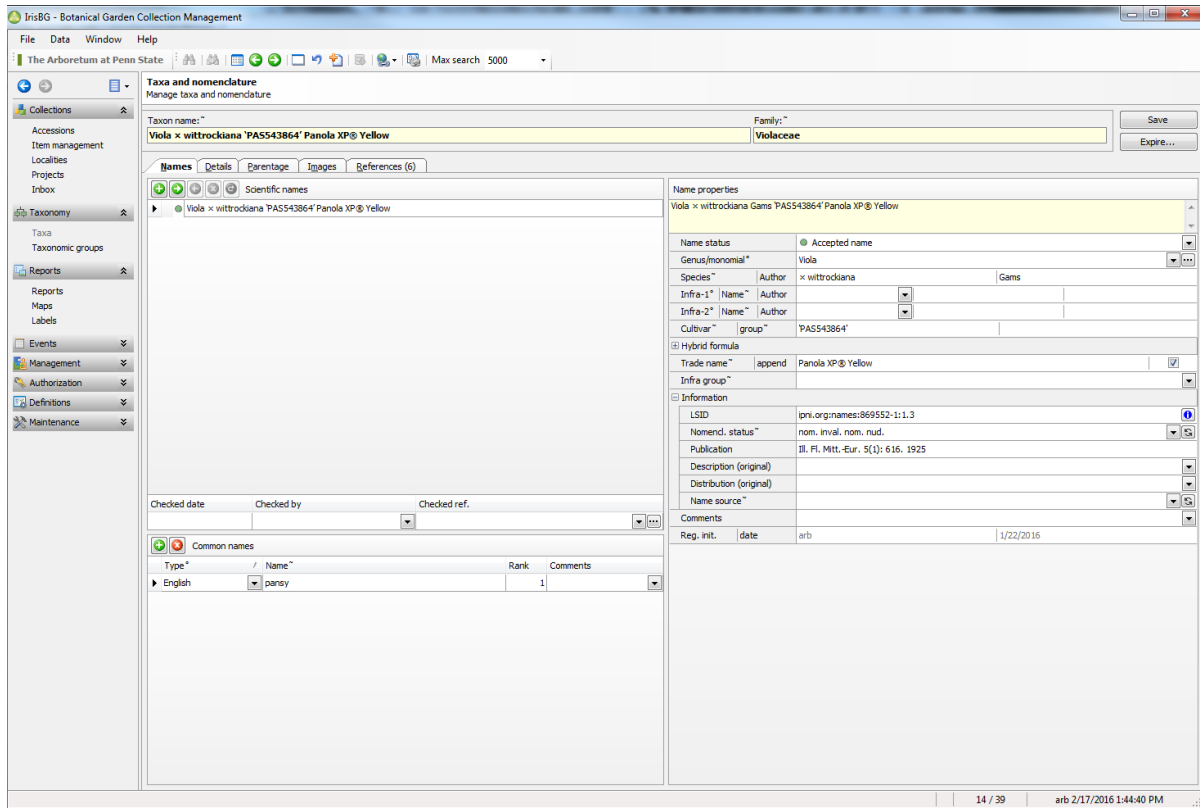 IrisBG - Botanical Garden Collection Management
File Data Window Help
The Arboretum at Penn State Max search 5000
Taxa and nomenclature
Manage taxa and nomenclature
Collections
Accessions
Item management
Localities
Projects
Inbox
Taxonomy
Taxa
Taxonomic groups
Reports
Reports
Maps
Labels
Events
Management
Authorization
Definitions
Maintenance
Taxon name:~ Family:~
Viola × wittrockiana 'PAS543864' Panola XP® Yellow Violaceae
Save
Expire...
Names Details Parentage Images References (6)
Scientific names
Viola × wittrockiana 'PAS543864' Panola XP® Yellow
Checked date Checked by Checked ref.
Common names
Type° / Name~ Rank Comments
English pansy 1
Name properties
Viola × wittrockiana Gams 'PAS543864' Panola XP® Yellow
Name status Accepted name
Genus/monomial° Viola
Species~ Author × wittrockiana Gams
Infra-1° Name~ Author
Infra-2° Name~ Author
Cultivar~ group~ 'PAS543864'
Hybrid formula
Trade name~ append Panola XP® Yellow
Infra group~
Information
LSID ipni.org:names:869552-1:1.3
Nomencl. status~ nom. inval. nom. nud.
Publication Ill. Fl. Mitt.-Eur. 5(1): 616. 1925
Description (original)
Distribution (original)
Name source~
Comments
Reg. init. date arb 1/22/2016
14 / 39 arb 2/17/2016 1:44:40 PM